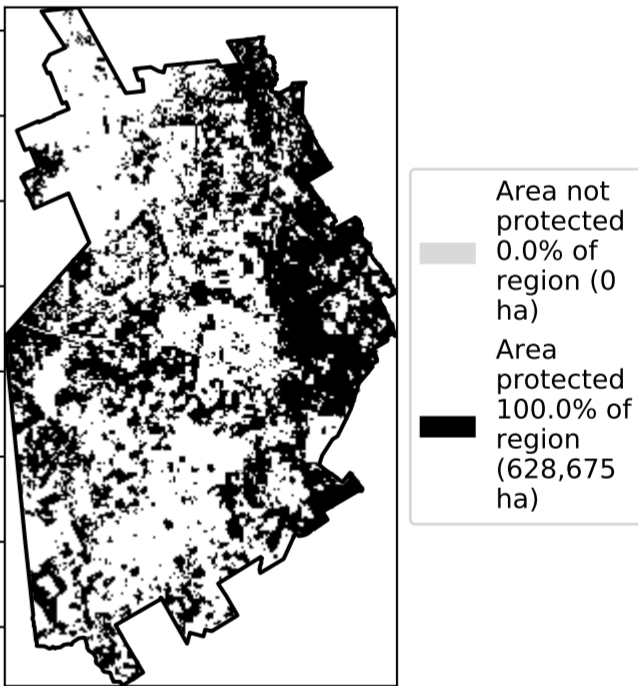 Area not
protected
0.0% of
region (0
ha)
Area
protected
100.0% of
region
(628,675
ha)